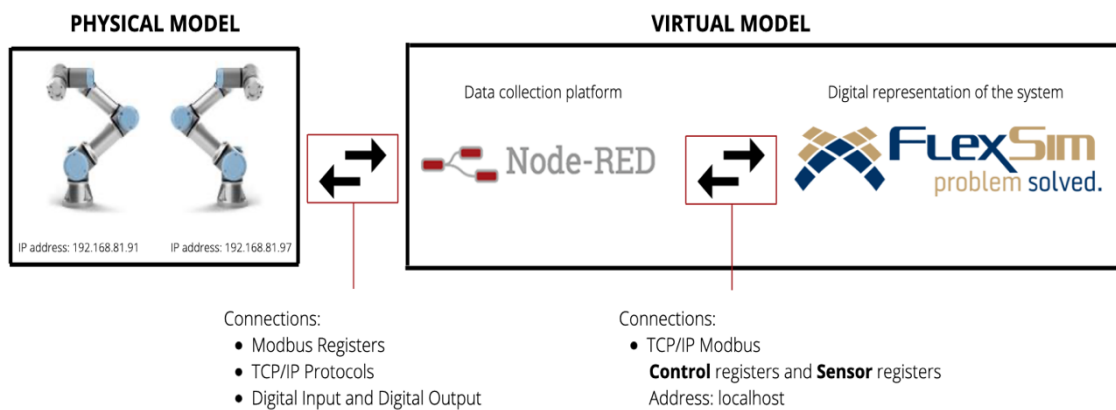 PHYSICAL MODEL
VIRTUAL MODEL
IP address: 192.168.81.91
IP address: 192.168.81.97
Data collection platform
Node-RED
Digital representation of the system
FLEXSIM
problem solved.
Connections:
• Modbus Registers
• TCP/IP Protocols
• Digital Input and Digital Output
Connections:
• TCP/IP Modbus
Control registers and Sensor registers
Address: localhost